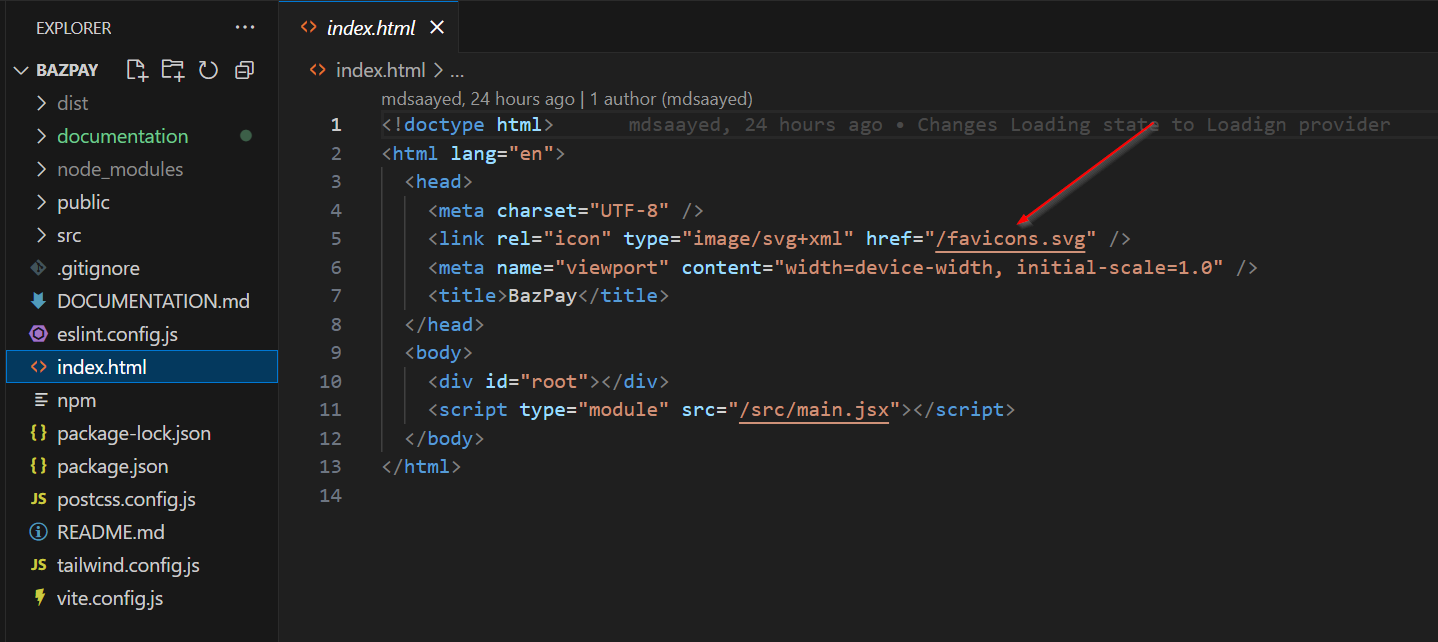 EXPLORER ...
BAZPAY
dist
documentation
node_modules
public
src
.gitignore
DOCUMENTATION.md
eslint.config.js
index.html
npm
package-lock.json
package.json
postcss.config.js
README.md
tailwind.config.js
vite.config.js
index.html
index.html > ...
mdsaayed, 24 hours ago | 1 author (mdsaayed)
1 <!doctype html> mdsaayed, 24 hours ago • Changes Loading state to Loadign provider
2 <html lang="en">
3 <head>
4 <meta charset="UTF-8" />
5 <link rel="icon" type="image/svg+xml" href="/favicons.svg" />
6 <meta name="viewport" content="width=device-width, initial-scale=1.0" />
7 <title>BazPay</title>
8 </head>
9 <body>
10 <div id="root"></div>
11 <script type="module" src="/src/main.jsx"></script>
12 </body>
13 </html>
14